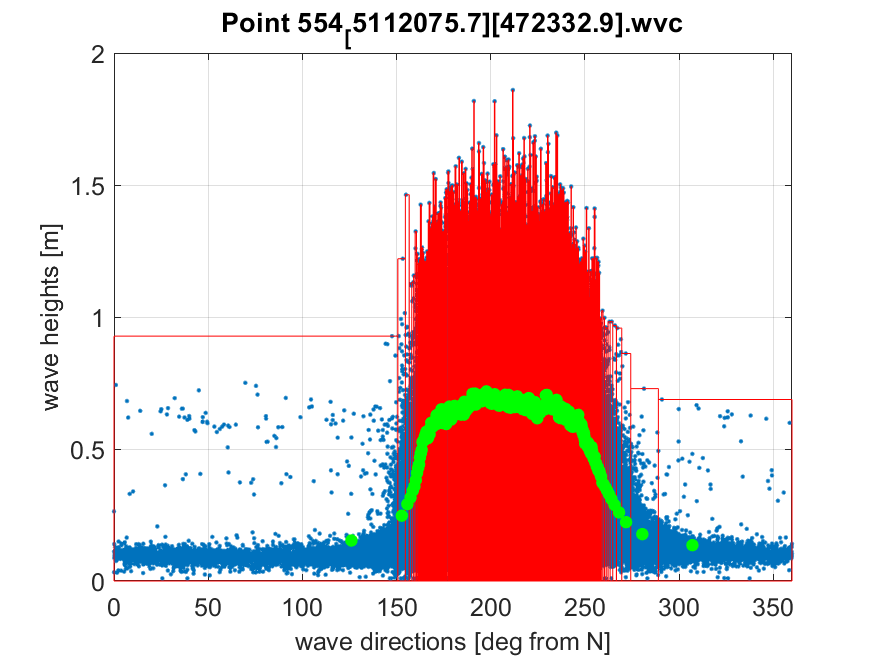 Point 554[5112075.7][472332.9].wvc
2
1.5
1
0.5
0
wave heights [m]
0 50 100 150 200 250 300 350
wave directions [deg from N]